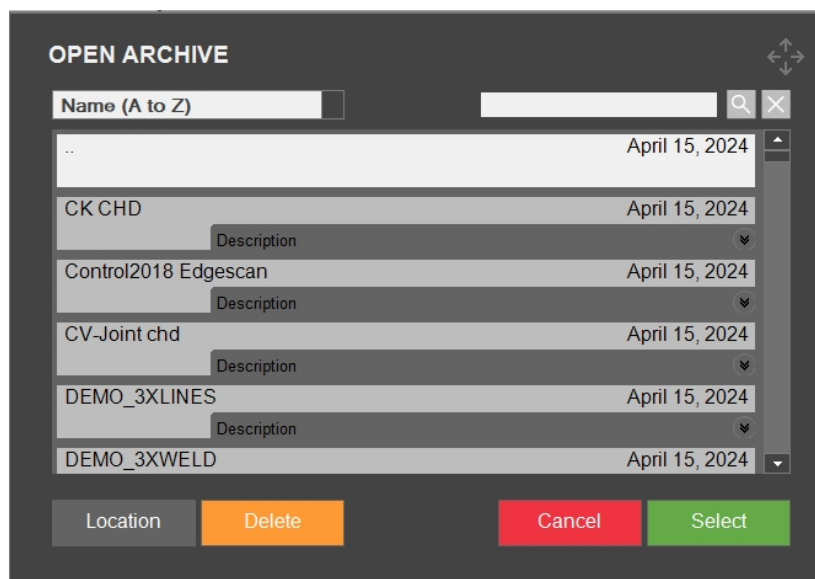 OPEN ARCHIVE
Name (A to Z)
.. April 15, 2024
CK CHD April 15, 2024
Description
Control2018 Edgescan April 15, 2024
Description
CV-Joint chd April 15, 2024
Description
DEMO_3XLINES April 15, 2024
Description
DEMO_3XWELD April 15, 2024
Location Delete Cancel Select